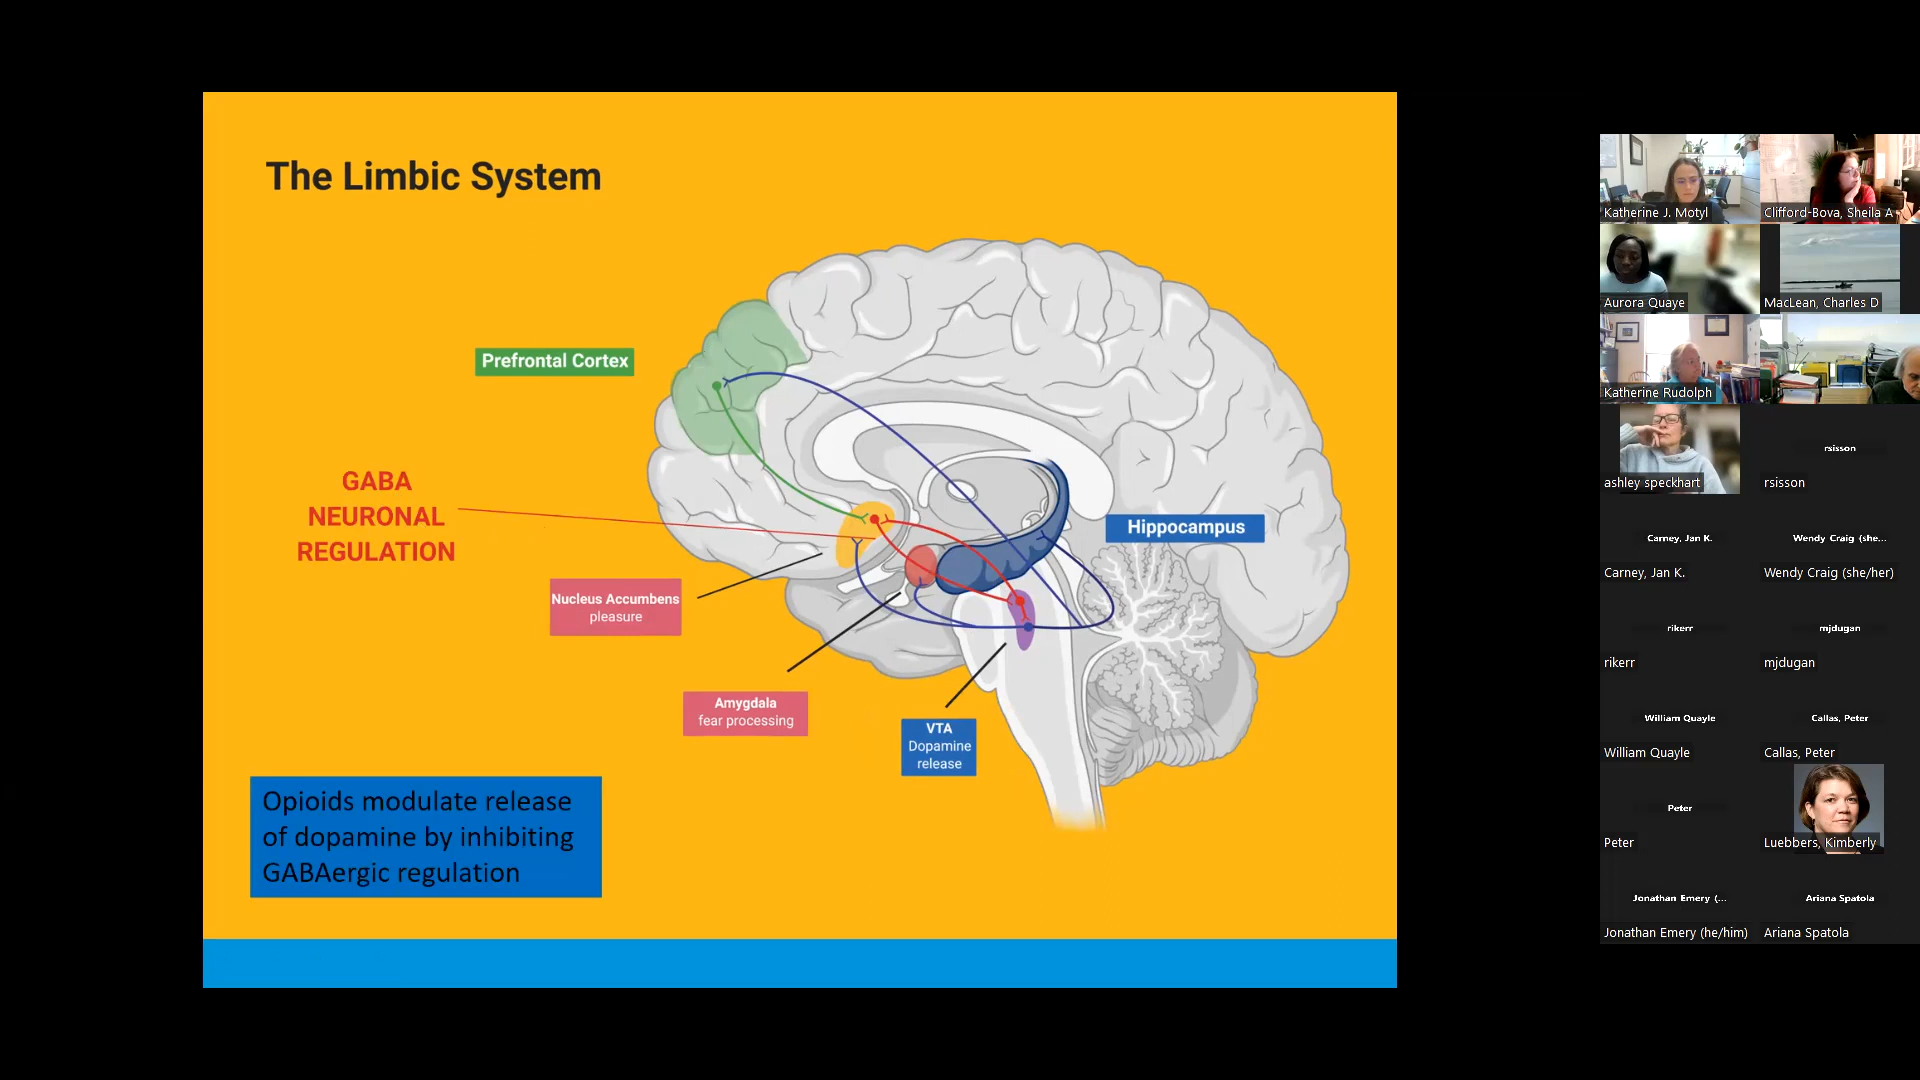 The Limbic System
Prefrontal Cortex
GABA
NEURONAL
REGULATION
Hippocampus
Nucleus Accumbens
pleasure
Amygdala
fear processing
VTA
Dopamine
release
Opioids modulate release
of dopamine by inhibiting
GABAergic regulation
Katherine J. Motyl
Clifford-Bova, Sheila A
Aurora Quaye
MacLean, Charles D
Katherine Rudolph
ashley speckhart
rsisson
rsisson
Carney, Jan K.
Wendy Craig (she...
Carney, Jan K.
Wendy Craig (she/her)
rikerr
mjdugan
rikerr
mjdugan
William Quayle
Callas, Peter
William Quayle
Callas, Peter
Peter
Peter
Luebbers, Kimberly
Jonathan Emery (...
Ariana Spatola
Jonathan Emery (he/him)
Ariana Spatola